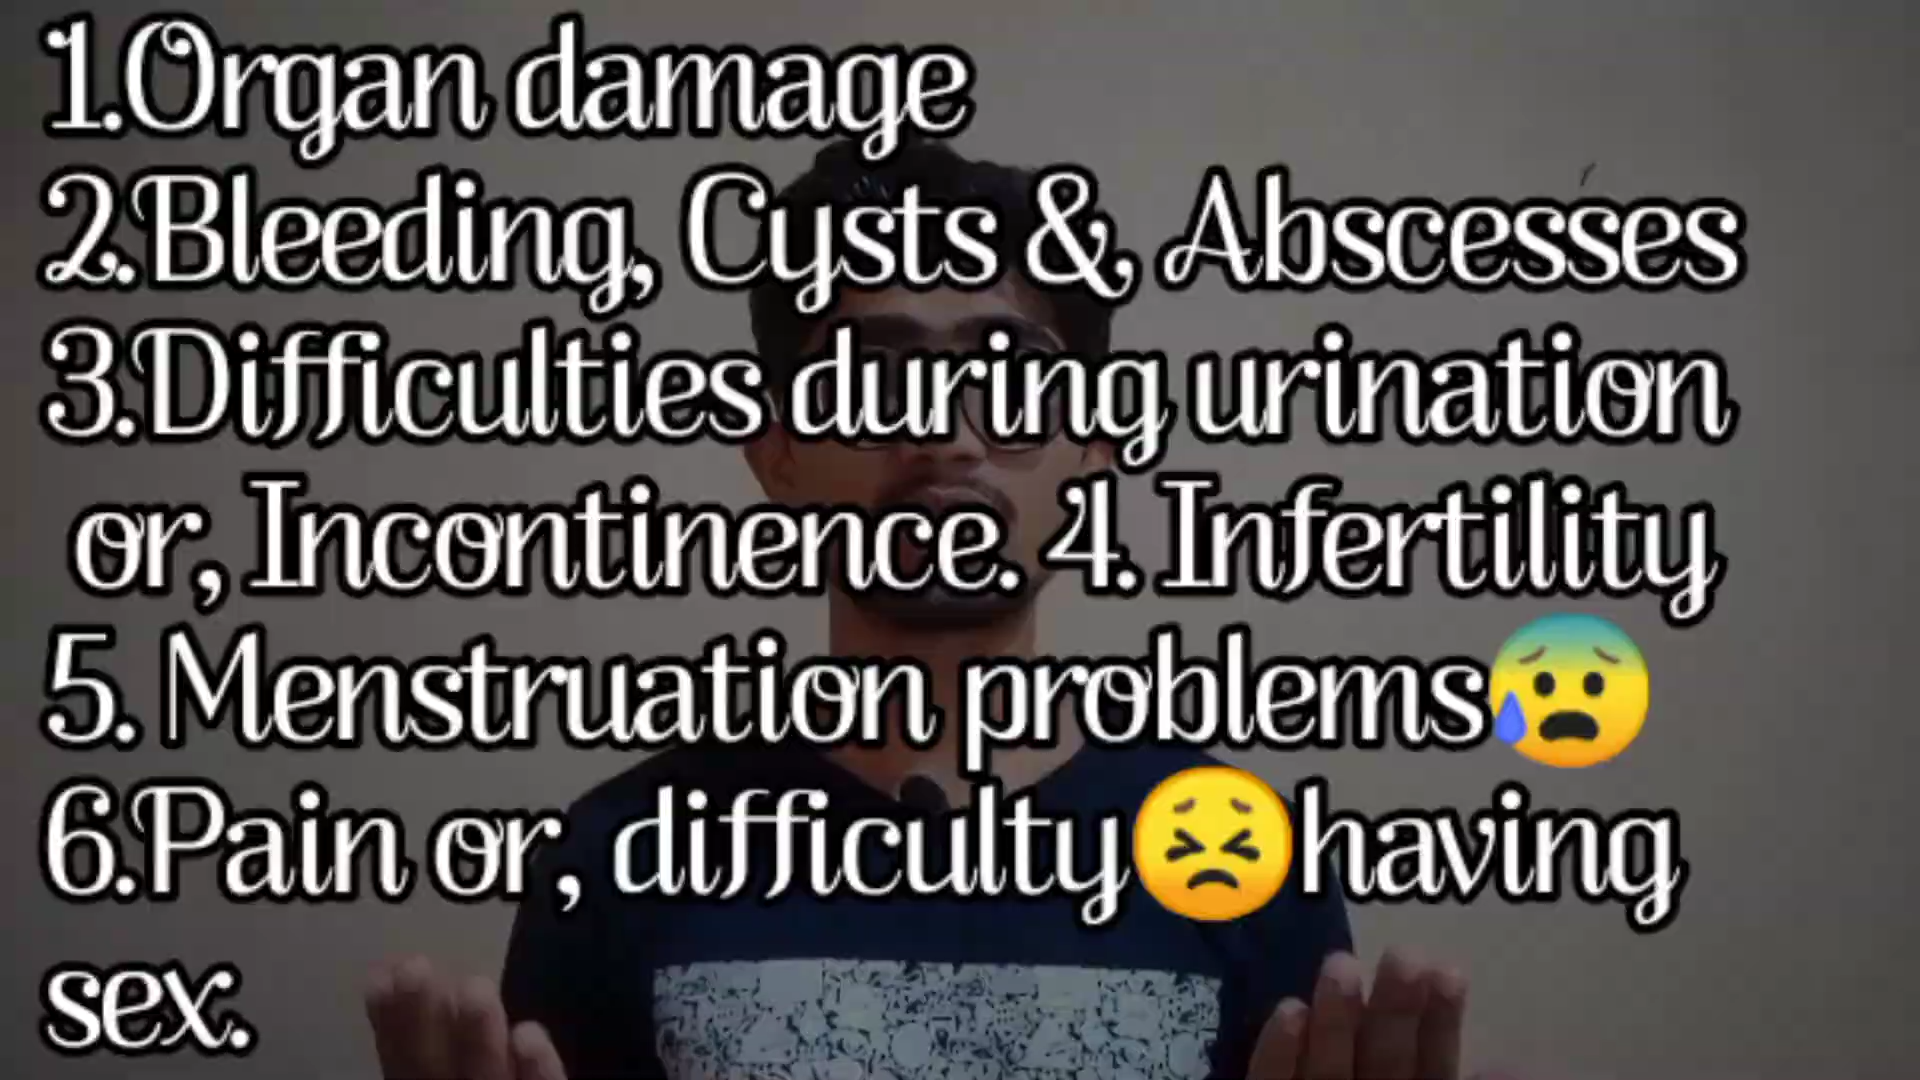 1.Organ damage
2.Bleeding, Cysts & Abscesses
3.Difficulties during urination
or, Incontinence. 4. Infertility
5. Menstruation problems😰
6.Pain or, difficulty😣having
sex.